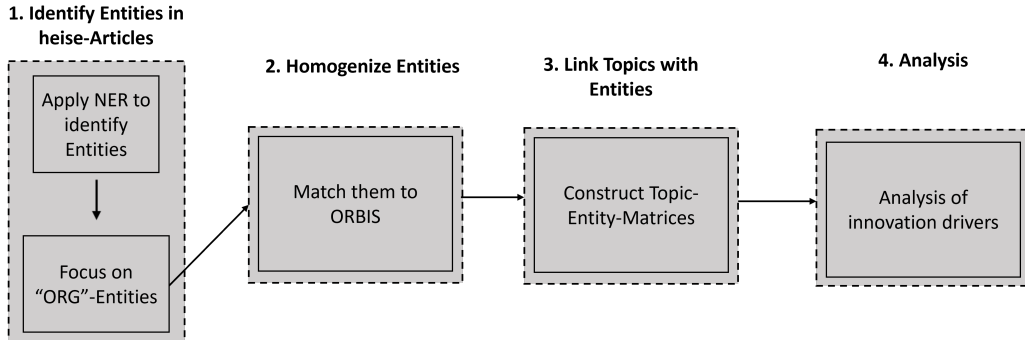 1. Identify Entities in
heise-Articles
Apply NER to
identify
Entities
Focus on
“ORG”-Entities
2. Homogenize Entities
Match them to
ORBIS
3. Link Topics with
Entities
Construct Topic-
Entity-Matrices
4. Analysis
Analysis of
innovation drivers